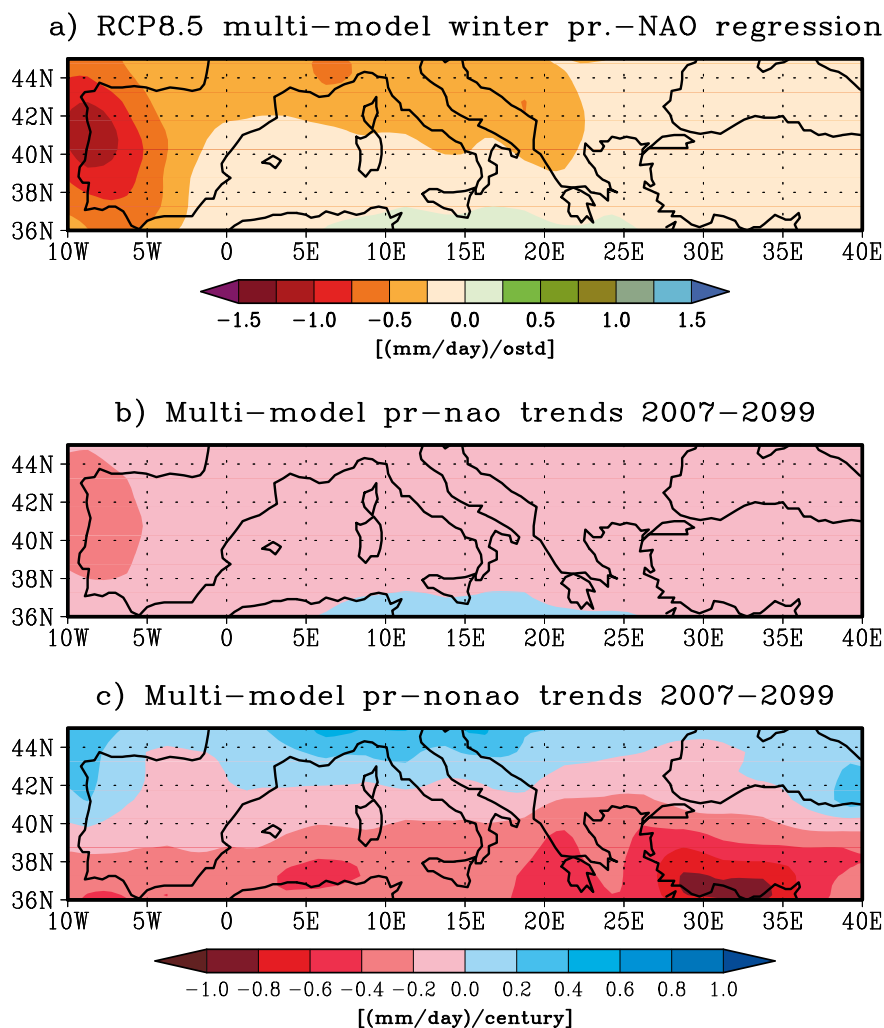 a) RCP8.5 multi-model winter pr.-NAO regression
44N
42N
40N
38N
36N
10W 5W 0 5E 10E 15E 20E 25E 30E 35E 40E
-1.5 -1.0 -0.5 0.0 0.5 1.0 1.5
[(mm/day)/ostd]
b) Multi-model pr-nao trends 2007-2099
44N
42N
40N
38N
36N
10W 5W 0 5E 10E 15E 20E 25E 30E 35E 40E
c) Multi-model pr-nonao trends 2007-2099
44N
42N
40N
38N
36N
10W 5W 0 5E 10E 15E 20E 25E 30E 35E 40E
-1.0 -0.8 -0.6 -0.4 -0.2 0.0 0.2 0.4 0.6 0.8 1.0
[(mm/day)/century]